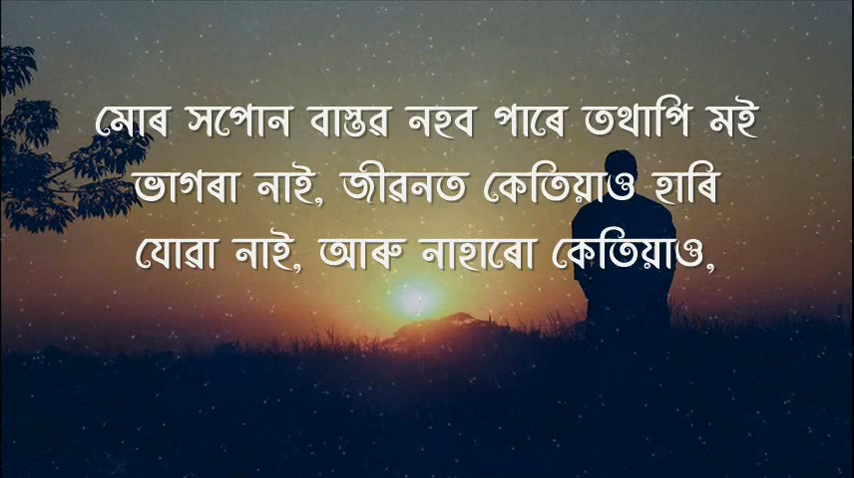 মোৰ সপোন বাস্তৱ নহব পাৰে তথাপি মই
ভাগৰা নাই, জীৱনত কেতিয়াও হাৰি
যোৱা নাই, আৰু নাহাৰো কেতিয়াও,